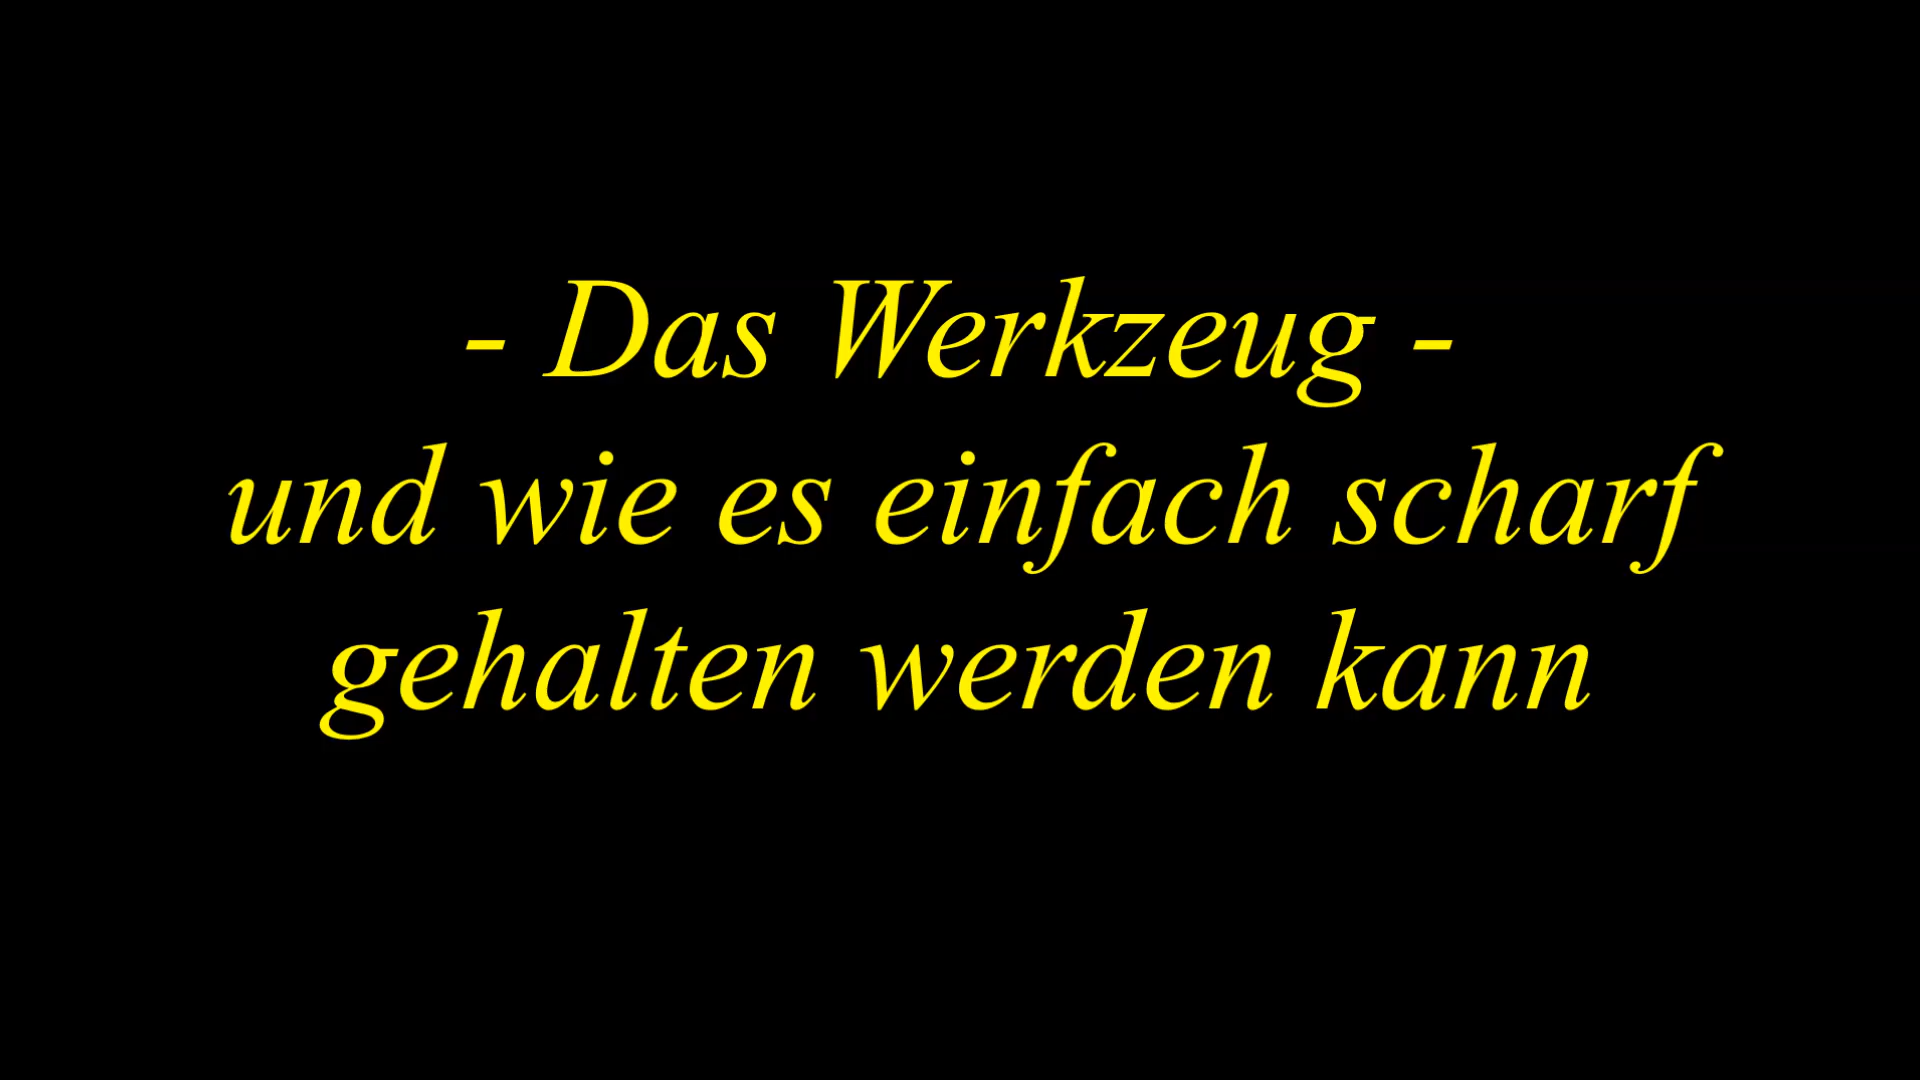 - Das Werkzeug -
und wie es einfach scharf
gehalten werden kann